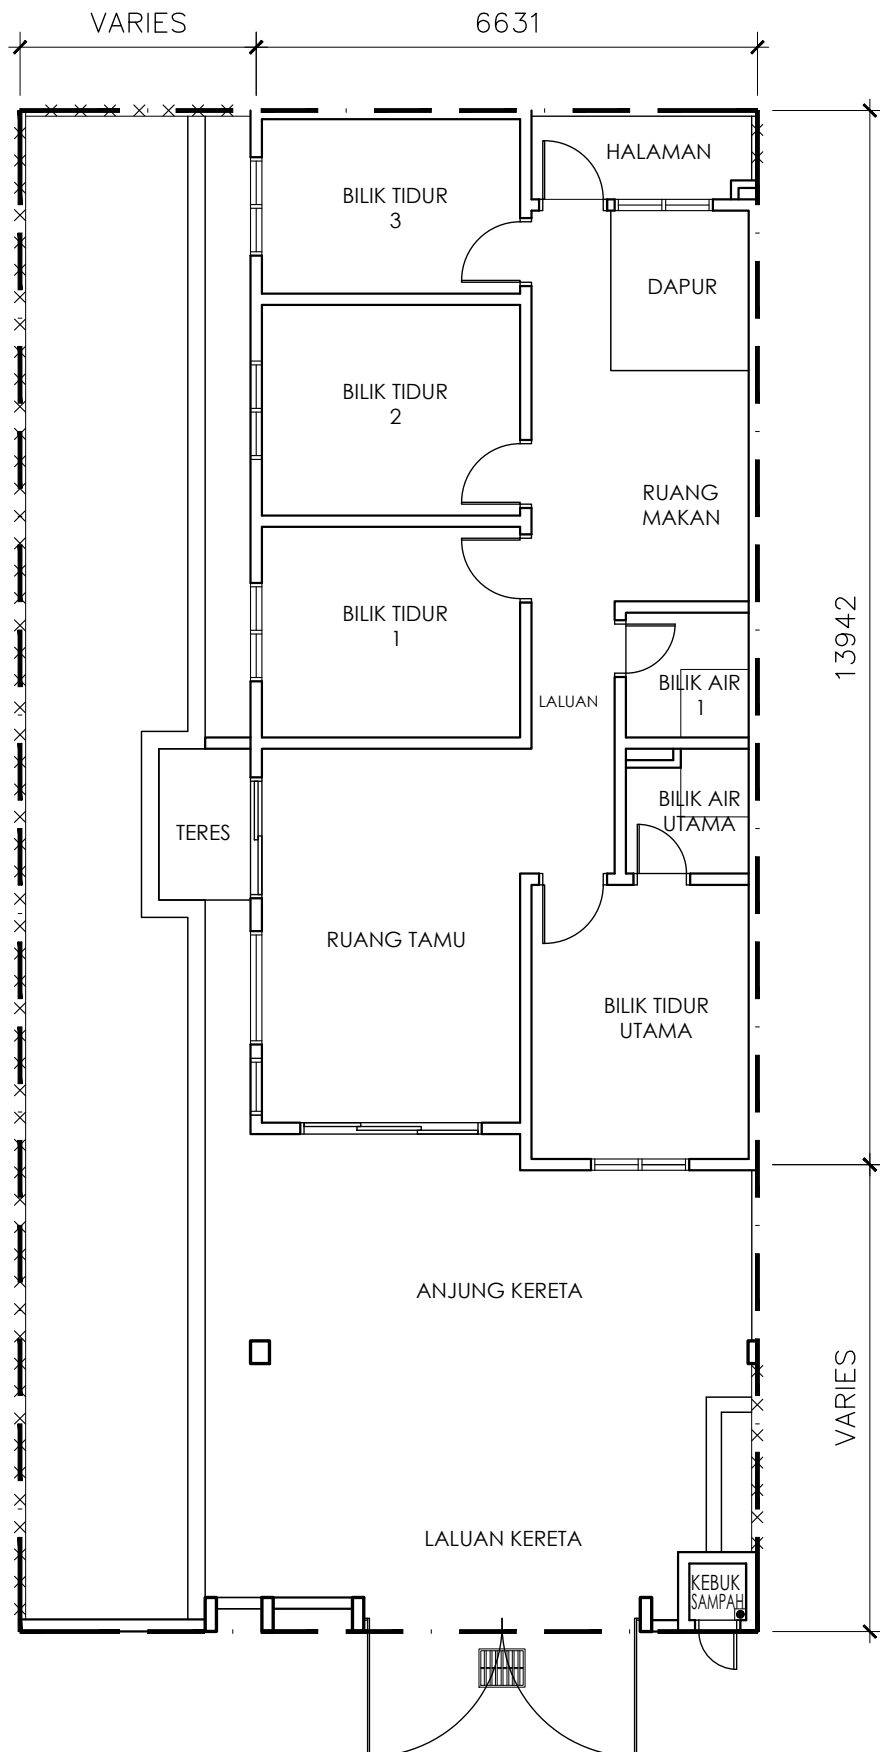 VARIES
6631
HALAMAN
BILIK TIDUR
3
DAPUR
BILIK TIDUR
2
RUANG
MAKAN
BILIK TIDUR
1
13942
BILIK AIR
1
LALUAN
BILIK AIR
UTAMA
TERES
RUANG TAMU
BILIK TIDUR
UTAMA
ANJUNG KERETA
VARIES
LALUAN KERETA
KEBUK
SAMPAH